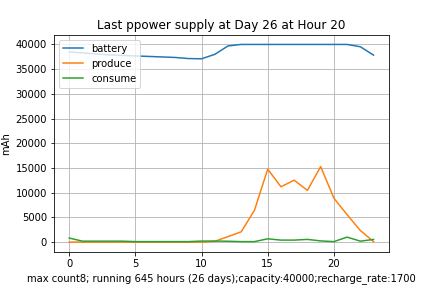 Last ppower supply at Day 26 at Hour 20
40000
35000
30000
25000
20000
15000
10000
5000
0
mAh
battery
produce
consume
0 5 10 15 20
max count8; running 645 hours (26 days);capacity:40000;recharge_rate:1700